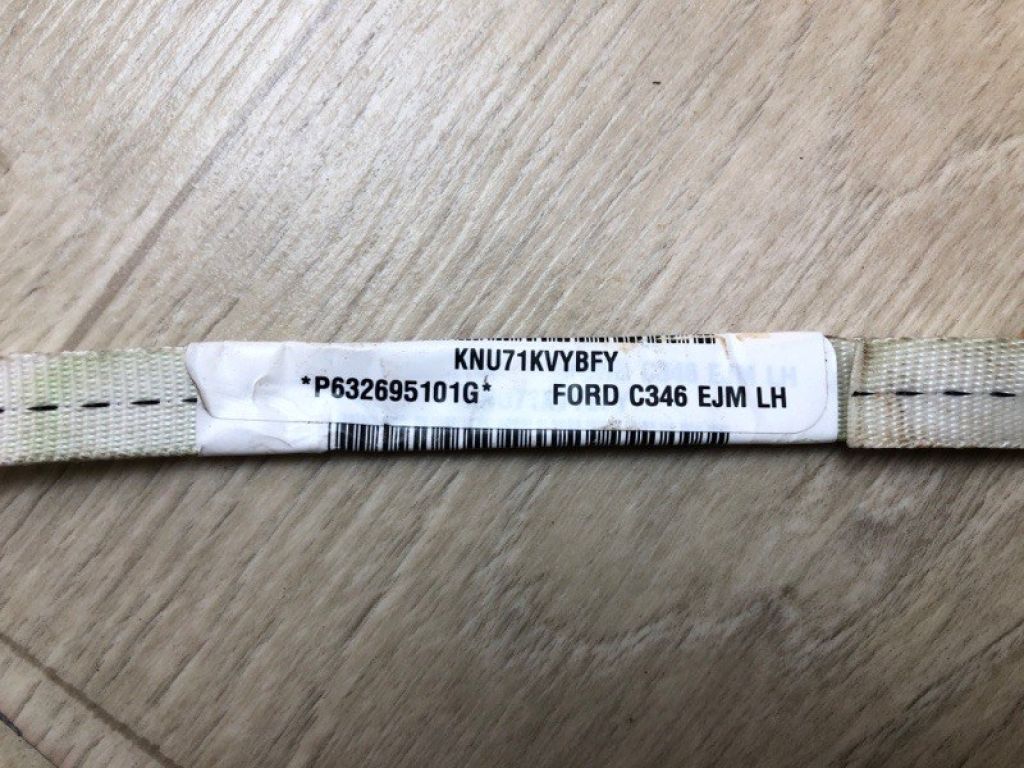 KNU71KVYBFY
*P632695101G* FORD C346 EJM LH